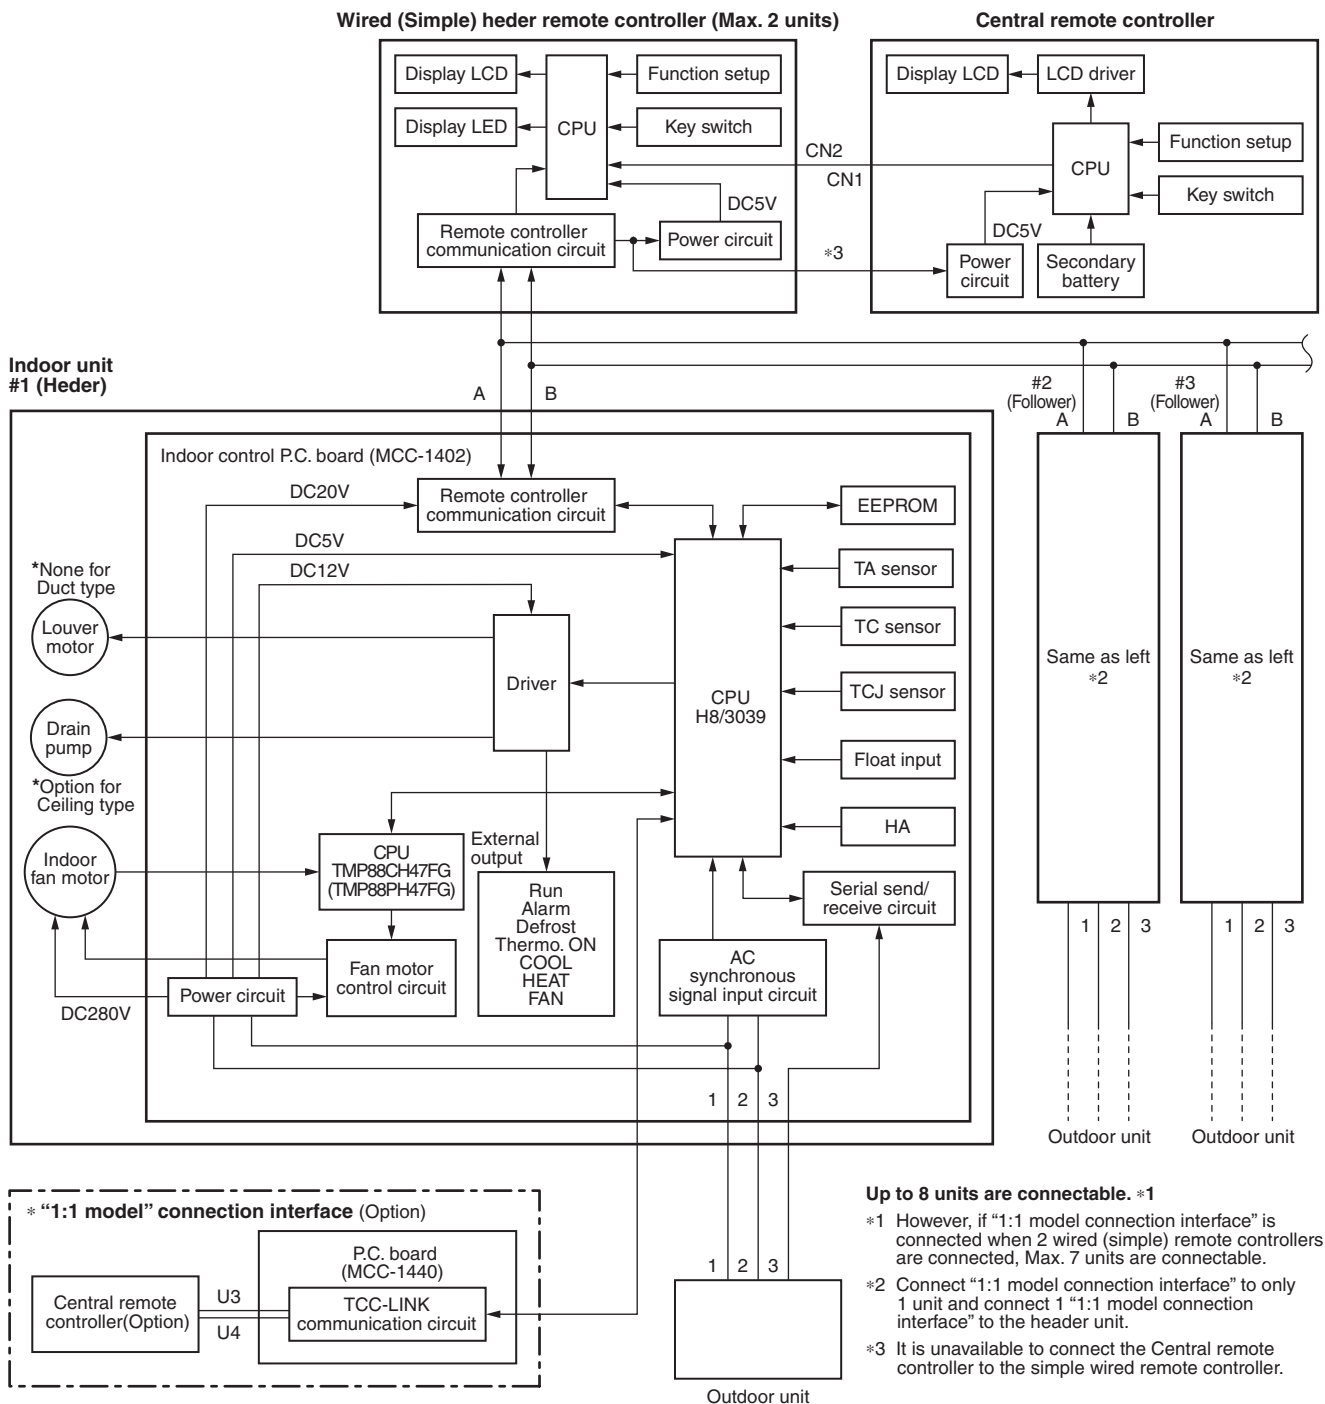 Wired (Simple) heder remote controller (Max. 2 units)
Central remote controller
Display LCD
CPU
Function setup
Display LED
Key switch
DC5V
Remote controller
communication circuit
Power circuit
CN2
CN1
*3
Display LCD
LCD driver
CPU
Function setup
Key switch
DC5V
Power
circuit
Secondary
battery
Indoor unit
#1 (Heder)
A
B
#2
(Follower)
A
B
#3
(Follower)
A
B
Indoor control P.C. board (MCC-1402)
DC20V
Remote controller
communication circuit
EEPROM
DC5V
DC12V
TA sensor
*None for
Duct type
Louver
motor
TC sensor
Driver
CPU
H8/3039
TCJ sensor
Drain
pump
Float input
*Option for
Ceiling type
HA
Indoor
fan motor
CPU
TMP88CH47FG
(TMP88PH47FG)
External
output
Run
Alarm
Defrost
Thermo. ON
COOL
HEAT
FAN
Serial send/
receive circuit
AC
synchronous
signal input circuit
Fan motor
control circuit
Power circuit
DC280V
1
2
3
Same as left
*2
Same as left
*2
1
2
3
1
2
3
Outdoor unit
Outdoor unit
* “1:1 model” connection interface (Option)
P.C. board
(MCC-1440)
Central remote
controller(Option)
U3
U4
TCC-LINK
communication circuit
1
2
3
Outdoor unit
Up to 8 units are connectable. *1
*1 However, if “1:1 model connection interface” is
connected when 2 wired (simple) remote controllers
are connected, Max. 7 units are connectable.
*2 Connect “1:1 model connection interface” to only
1 unit and connect 1 “1:1 model connection
interface” to the header unit.
*3 It is unavailable to connect the Central remote
controller to the simple wired remote controller.